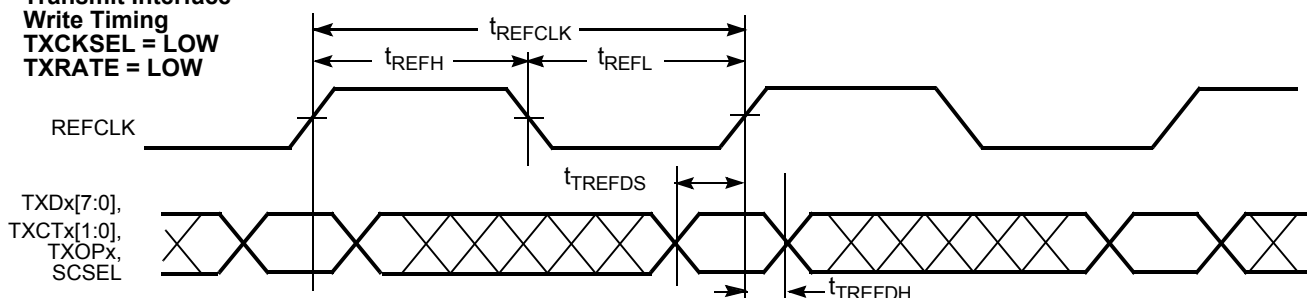 Transmit Interface
Write Timing
TXCKSEL = LOW
TXRATE = LOW
tREFCLK
tREFH
tREFL
REFCLK
tTREFDS
TXDx[7:0],
TXCTx[1:0],
TXOPx,
SCSEL
tTREFDH